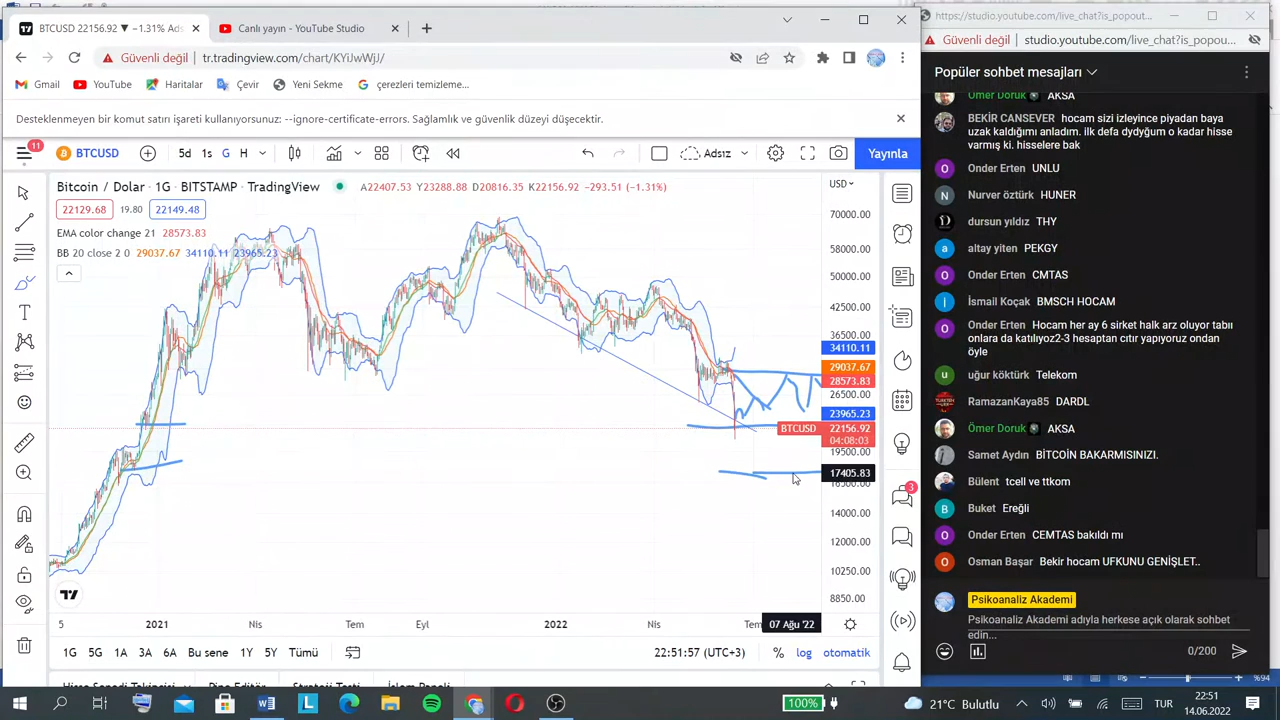 BTCUSD 22156.92 ▼ −1.31% Ads
Canlı yayın - YouTube Studio
Güvenli değil
tr.tradingview.com/chart/KYiJwWjJ/
Gmail
YouTube
Haritalar
Çevir
Yeni Sekme
çerezleri temizleme...
Desteklenmeyen bir komut satırı işareti kullanıyorsunuz: --ignore-certificate-errors. Sağlamlık ve güvenlik düzeyi düşecektir.
11
BTCUSD
5d
1s
G
H
Adsız
Yayınla
Bitcoin / Dolar · 1G · BITSTAMP · TradingView
A22407.53 Y23288.88 D20816.35 K22156.92 −293.51 (−1.31%)
22129.68
19.80
22149.48
EMA color change 21 28573.83
BB 20 close 2 0 29037.67 34110.11 23965.23
USD
70000.00
58000.00
50000.00
42500.00
36500.00
34110.11
29037.67
28573.83
26500.00
23965.23
BTCUSD
22156.92
04:08:03
19500.00
17405.83
16500.00
14000.00
12000.00
10250.00
8850.00
5
2021
Nis
Tem
Eyl
2022
Nis
Tem
07 Ağu '22
1G
5G
1A
3A
6A
Bu sene
1Y
5Y
Tümü
22:51:57 (UTC+3)
%
log
otomatik
3
https://studio.youtube.com/live_chat?is_popout...
Güvenli değil
studio.youtube.com/live_chat?is_popou...
Popüler sohbet mesajları
Ömer Doruk AKSA
BEKİR CANSEVER hocam sizi izleyince piyadan baya
uzak kaldığımı anladım. ilk defa dydyğum o kadar hisse
varmış ki. hisselere bak
Onder Erten UNLU
Nurver öztürk HUNER
dursun yıldız THY
altay yiten PEKGY
Onder Erten CMTAS
İsmail Koçak BMSCH HOCAM
Onder Erten Hocam her ay 6 sirket halk arz oluyor tabıı
onlara da katılıyoz2-3 hesaptan cıtır yapıyoruz ondan
öyle
uğur köktürk Telekom
RamazanKaya85 DARDL
Ömer Doruk AKSA
Samet Aydın BİTCOİN BAKARMISINIZI.
Bülent tcell ve ttkom
Buket Ereğli
Onder Erten CEMTAS bakıldı mı
Osman Başar Bekir hocam UFKUNU GENİŞLET..
Psikoanaliz Akademi
Psikoanaliz Akademi adıyla herkese açık olarak sohbet
edin...
0/200
%94
100%
21°C Bulutlu
TUR
22:51
14.06.2022